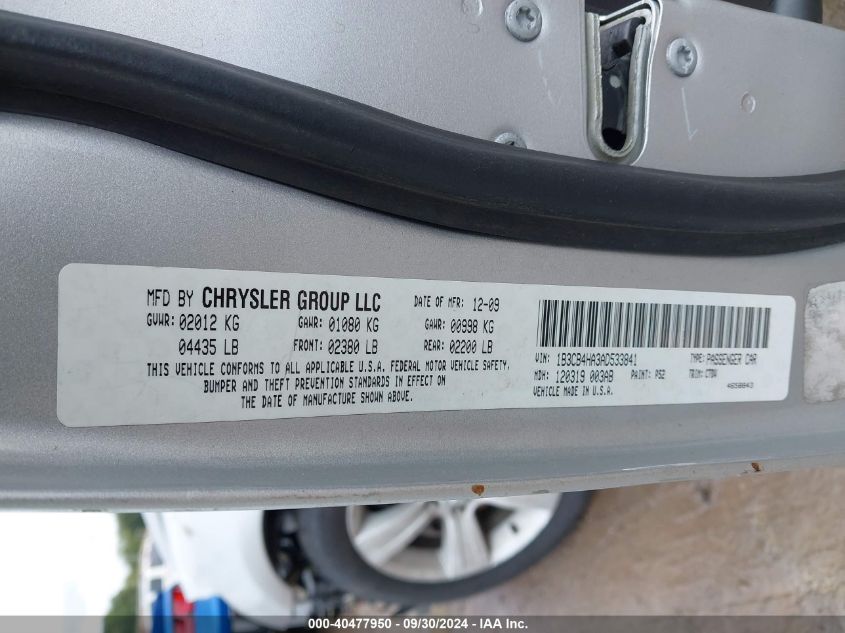 MFD BY CHRYSLER GROUP LLC DATE OF MFR: 12-09
GVWR: 02012 KG GAWR: 01080 KG GAWR: 00998 KG
04435 LB FRONT: 02380 LB REAR: 02200 LB
THIS VEHICLE CONFORMS TO ALL APPLICABLE U.S.A. FEDERAL MOTOR VEHICLE SAFETY,
BUMPER AND THEFT PREVENTION STANDARDS IN EFFECT ON
THE DATE OF MANUFACTURE SHOWN ABOVE.
VIN: 1B3CB4HA3AD533841 TYPE: PASSENGER CAR
MDH: 120319 003AB PAINT: PS2 TRIM: C7DV
VEHICLE MADE IN U.S.A. 4658843
000-40477950 - 09/30/2024 - IAA Inc.